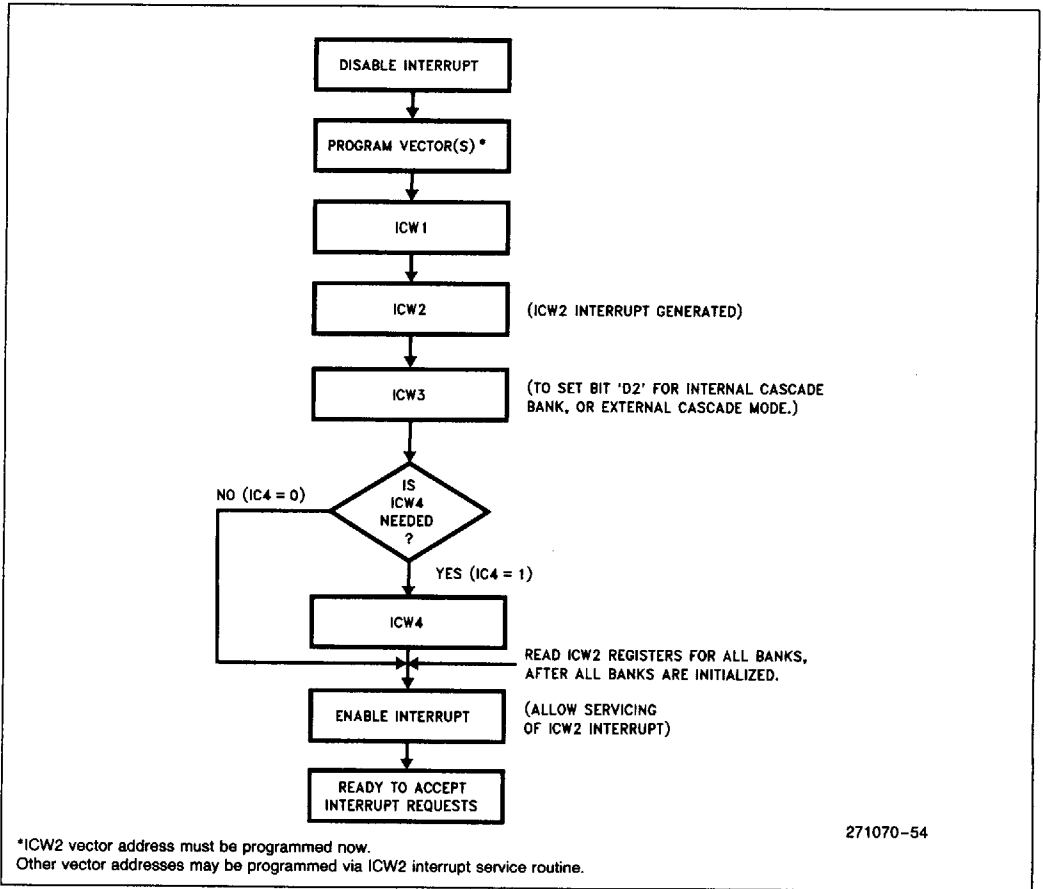 DISABLE INTERRUPT
PROGRAM VECTOR(S)*
ICW1
ICW2
(ICW2 INTERRUPT GENERATED)
ICW3
(TO SET BIT 'D2' FOR INTERNAL CASCADE
BANK, OR EXTERNAL CASCADE MODE.)
IS
ICW4
NEEDED
?
NO (IC4 = 0)
YES (IC4 = 1)
ICW4
READ ICW2 REGISTERS FOR ALL BANKS,
AFTER ALL BANKS ARE INITIALIZED.
ENABLE INTERRUPT
(ALLOW SERVICING
OF ICW2 INTERRUPT)
READY TO ACCEPT
INTERRUPT REQUESTS
271070-54
*ICW2 vector address must be programmed now.
Other vector addresses may be programmed via ICW2 interrupt service routine.